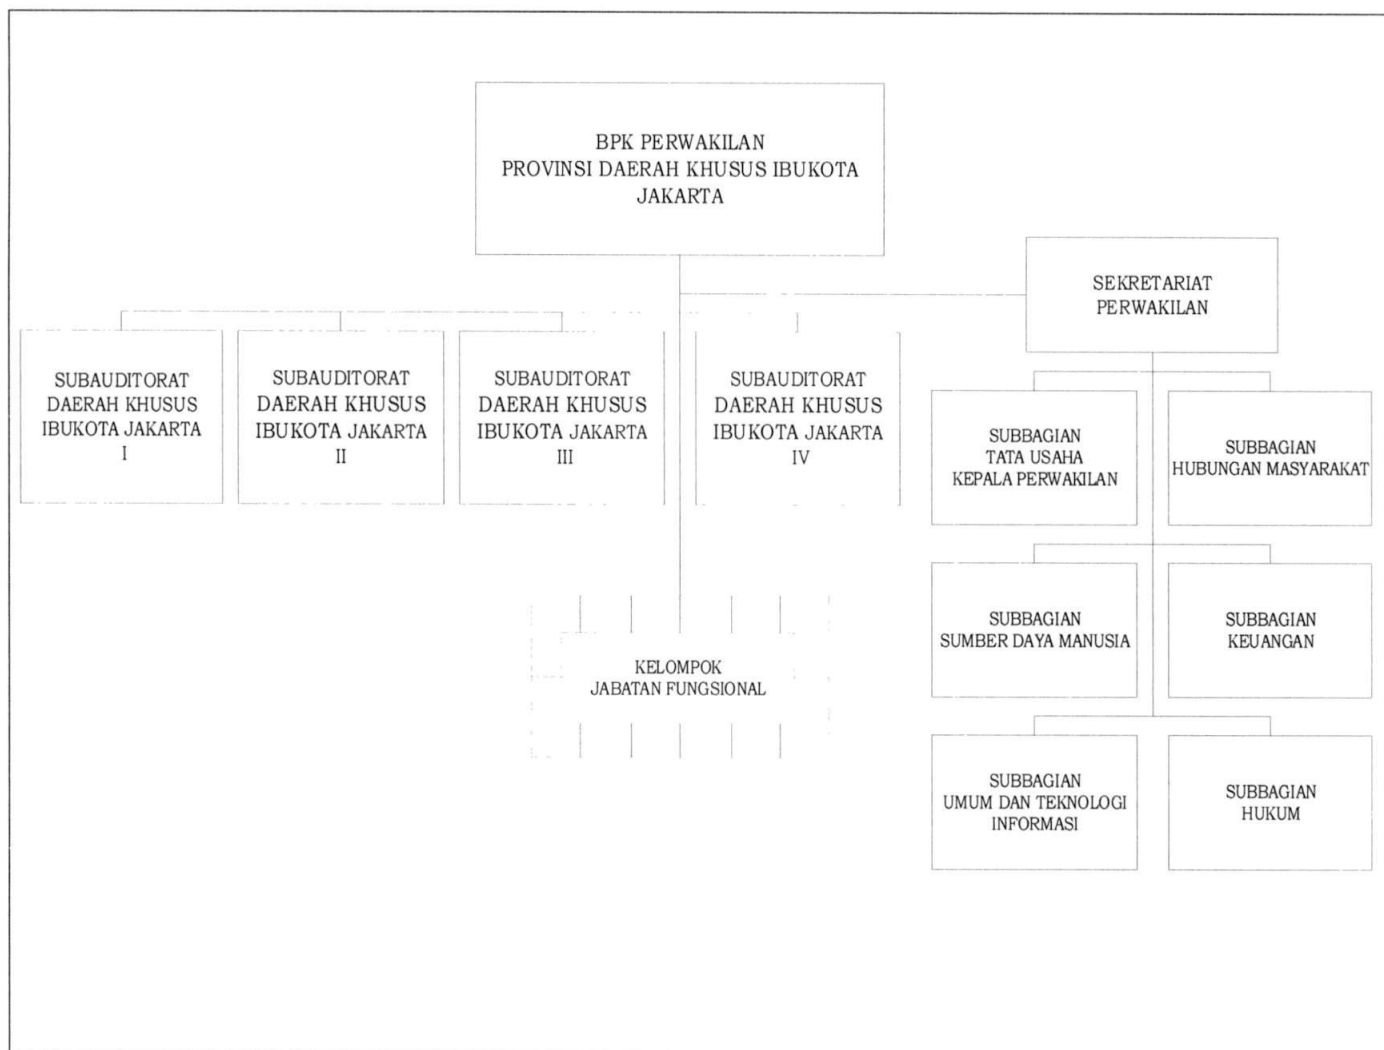 BPK PERWAKILAN
PROVINSI DAERAH KHUSUS IBUKOTA
JAKARTA
SEKRETARIAT
PERWAKILAN
SUBAUDITORAT
DAERAH KHUSUS
IBUKOTA JAKARTA
I
SUBAUDITORAT
DAERAH KHUSUS
IBUKOTA JAKARTA
II
SUBAUDITORAT
DAERAH KHUSUS
IBUKOTA JAKARTA
III
SUBAUDITORAT
DAERAH KHUSUS
IBUKOTA JAKARTA
IV
SUBBAGIAN
TATA USAHA
KEPALA PERWAKILAN
SUBBAGIAN
HUBUNGAN MASYARAKAT
SUBBAGIAN
SUMBER DAYA MANUSIA
SUBBAGIAN
KEUANGAN
KELOMPOK
JABATAN FUNGSIONAL
SUBBAGIAN
UMUM DAN TEKNOLOGI
INFORMASI
SUBBAGIAN
HUKUM